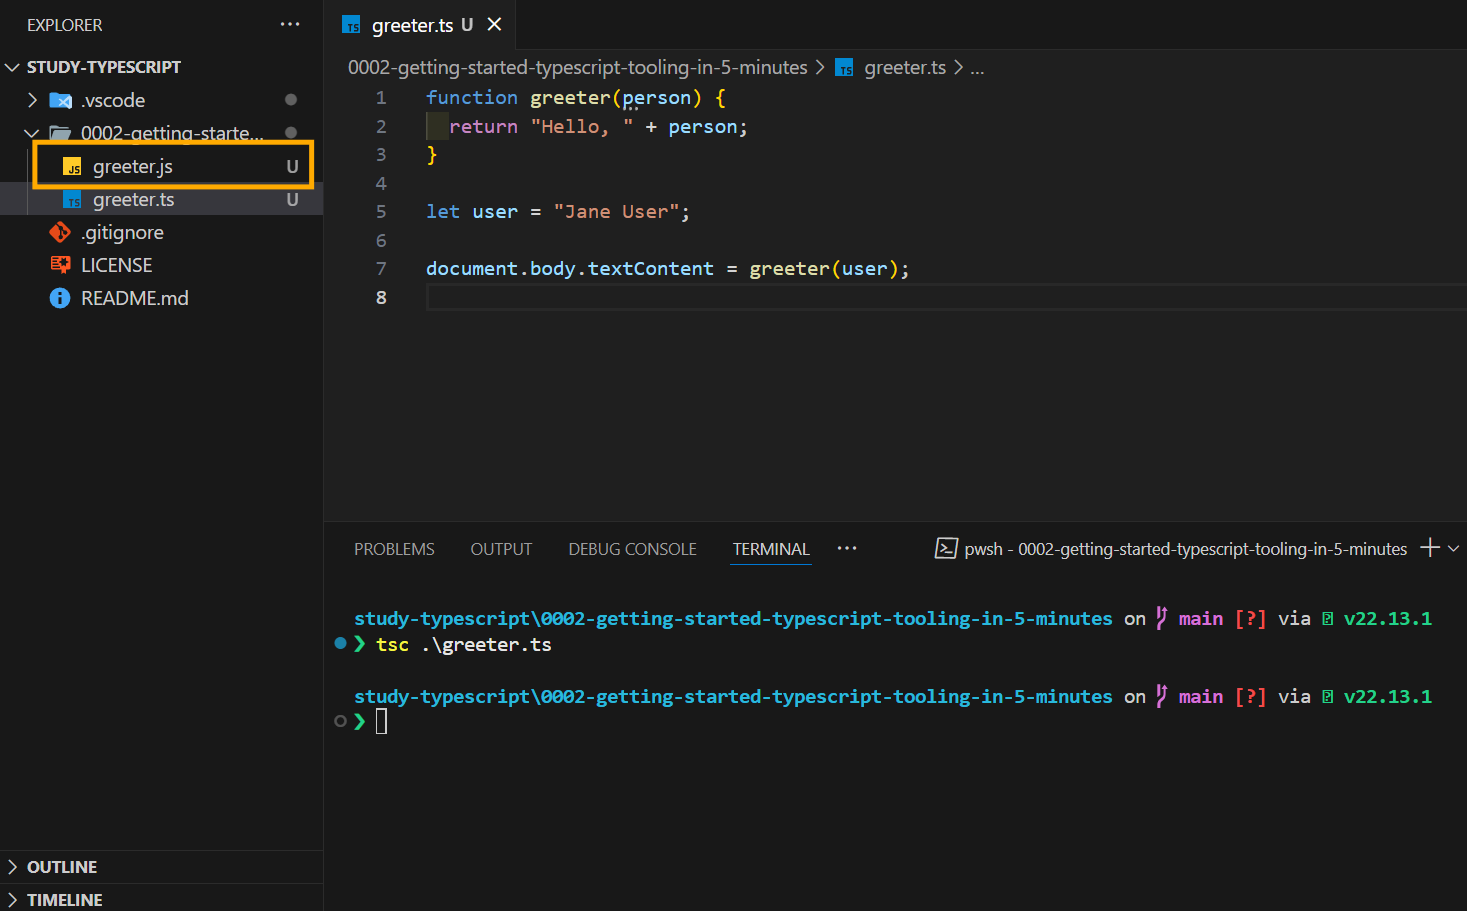 EXPLORER
STUDY-TYPESCRIPT
.vscode
0002-getting-starte...
greeter.js U
greeter.ts U
.gitignore
LICENSE
README.md
OUTLINE
TIMELINE
greeter.ts U
0002-getting-started-typescript-tooling-in-5-minutes > greeter.ts > ...
1 function greeter(person) {
2 return "Hello, " + person;
3 }
4
5 let user = "Jane User";
6
7 document.body.textContent = greeter(user);
8
PROBLEMS OUTPUT DEBUG CONSOLE TERMINAL ... pwsh - 0002-getting-started-typescript-tooling-in-5-minutes
study-typescript\0002-getting-started-typescript-tooling-in-5-minutes on main [?] via v22.13.1
❯ tsc .\greeter.ts
study-typescript\0002-getting-started-typescript-tooling-in-5-minutes on main [?] via v22.13.1
❯